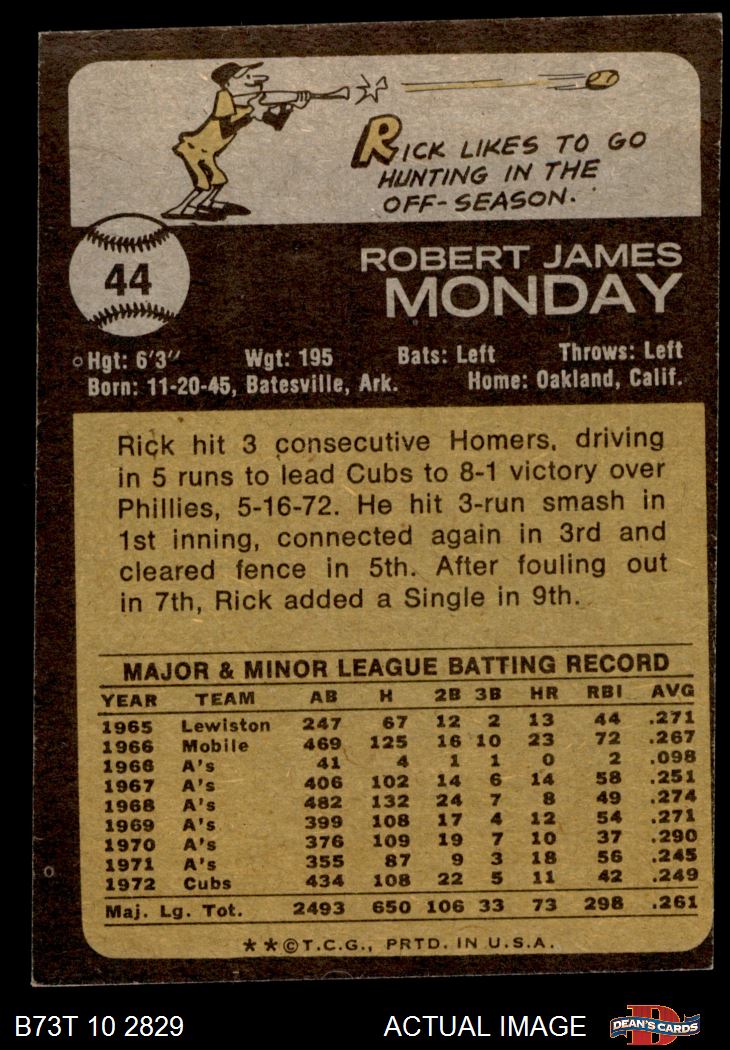 RICK LIKES TO GO
HUNTING IN THE
OFF-SEASON.
44
ROBERT JAMES
MONDAY
Hgt: 6'3" Wgt: 195 Bats: Left Throws: Left
Born: 11-20-45, Batesville, Ark. Home: Oakland, Calif.
Rick hit 3 consecutive Homers, driving
in 5 runs to lead Cubs to 8-1 victory over
Phillies, 5-16-72. He hit 3-run smash in
1st inning, connected again in 3rd and
cleared fence in 5th. After fouling out
in 7th, Rick added a Single in 9th.
MAJOR & MINOR LEAGUE BATTING RECORD
YEAR TEAM AB H 2B 3B HR RBI AVG
1965 Lewiston 247 67 12 2 13 44 .271
1966 Mobile 469 125 16 10 23 72 .267
1966 A's 41 4 1 1 0 2 .098
1967 A's 406 102 14 6 14 58 .251
1968 A's 482 132 24 7 8 49 .274
1969 A's 399 108 17 4 12 54 .271
1970 A's 376 109 19 7 10 37 .290
1971 A's 355 87 9 3 18 56 .245
1972 Cubs 434 108 22 5 11 42 .249
Maj. Lg. Tot. 2493 650 106 33 73 298 .261
**©T.C.G., PRTD. IN U.S.A.
B73T 10 2829 ACTUAL IMAGE D DEAN'S CARDS